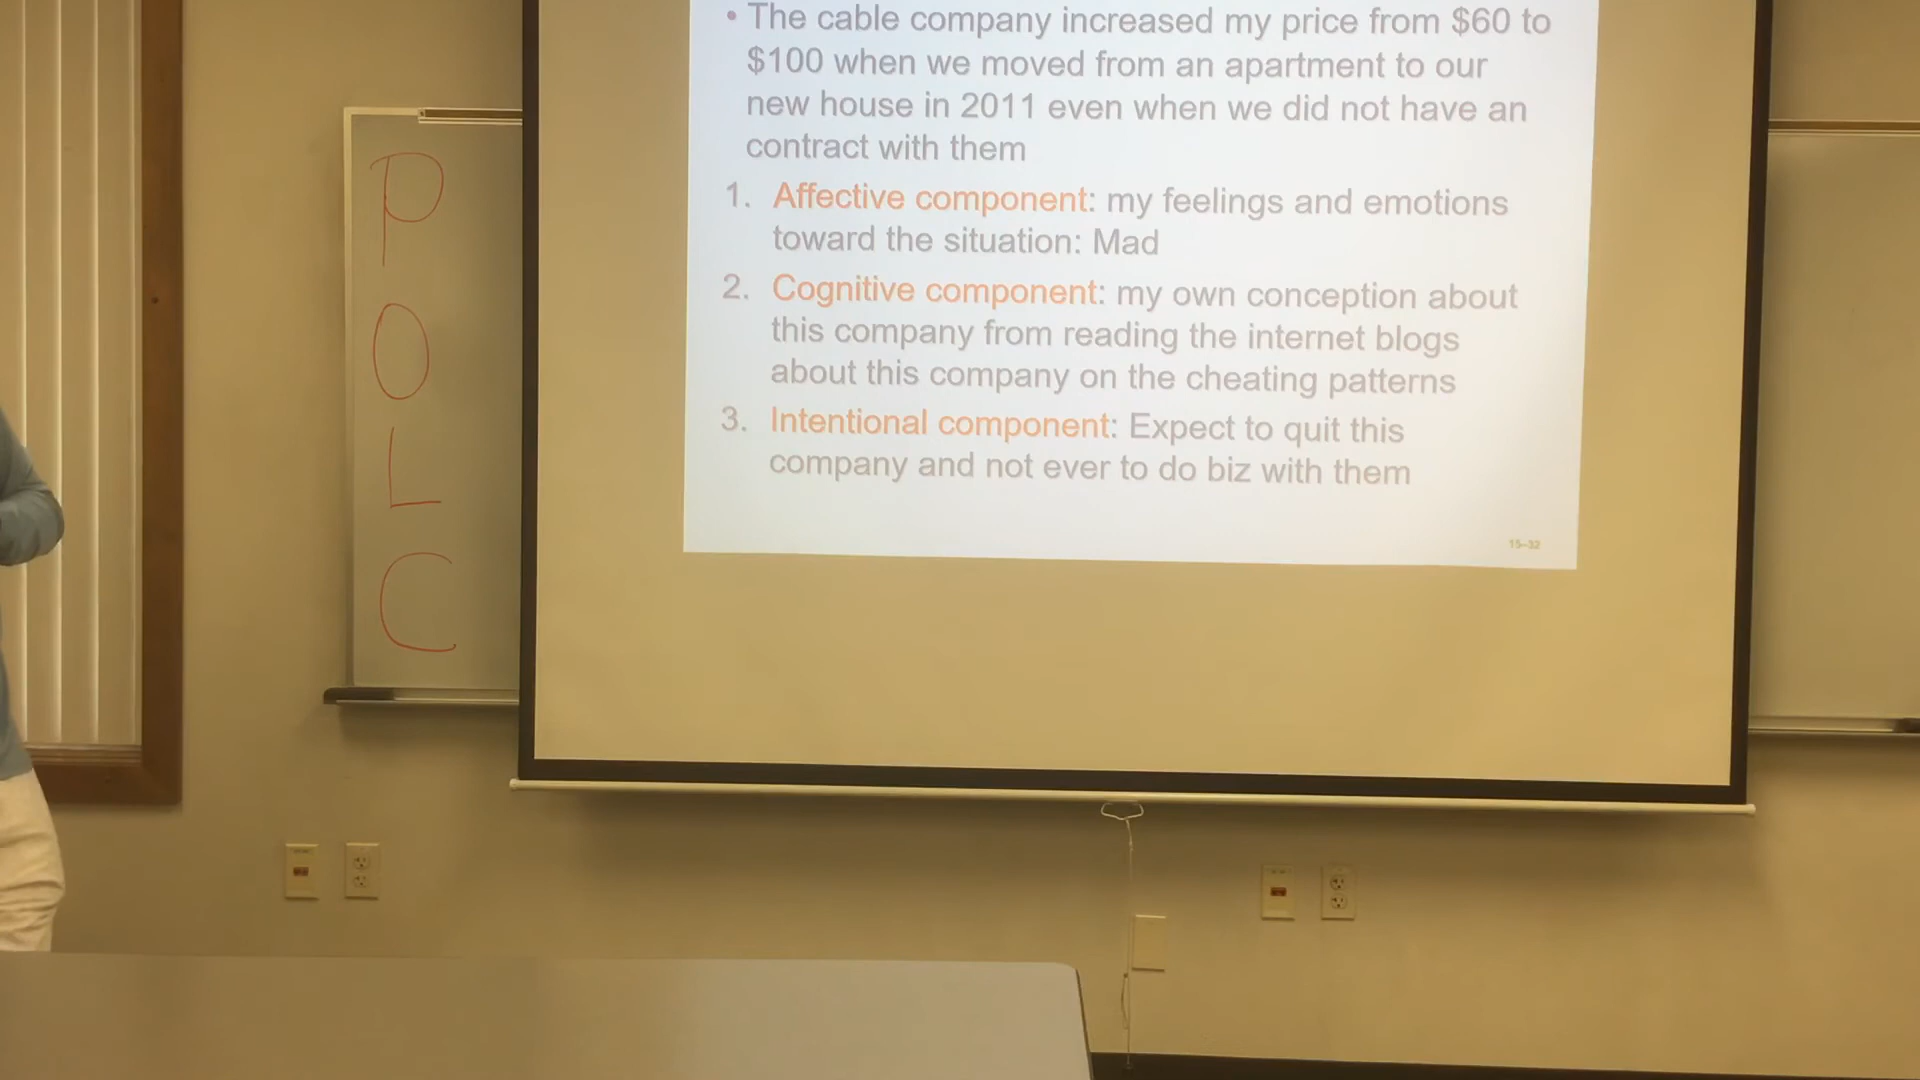 P
O
L
C
• The cable company increased my price from $60 to
$100 when we moved from an apartment to our
new house in 2011 even when we did not have an
contract with them
1. Affective component: my feelings and emotions
toward the situation: Mad
2. Cognitive component: my own conception about
this company from reading the internet blogs
about this company on the cheating patterns
3. Intentional component: Expect to quit this
company and not ever to do biz with them
15–32